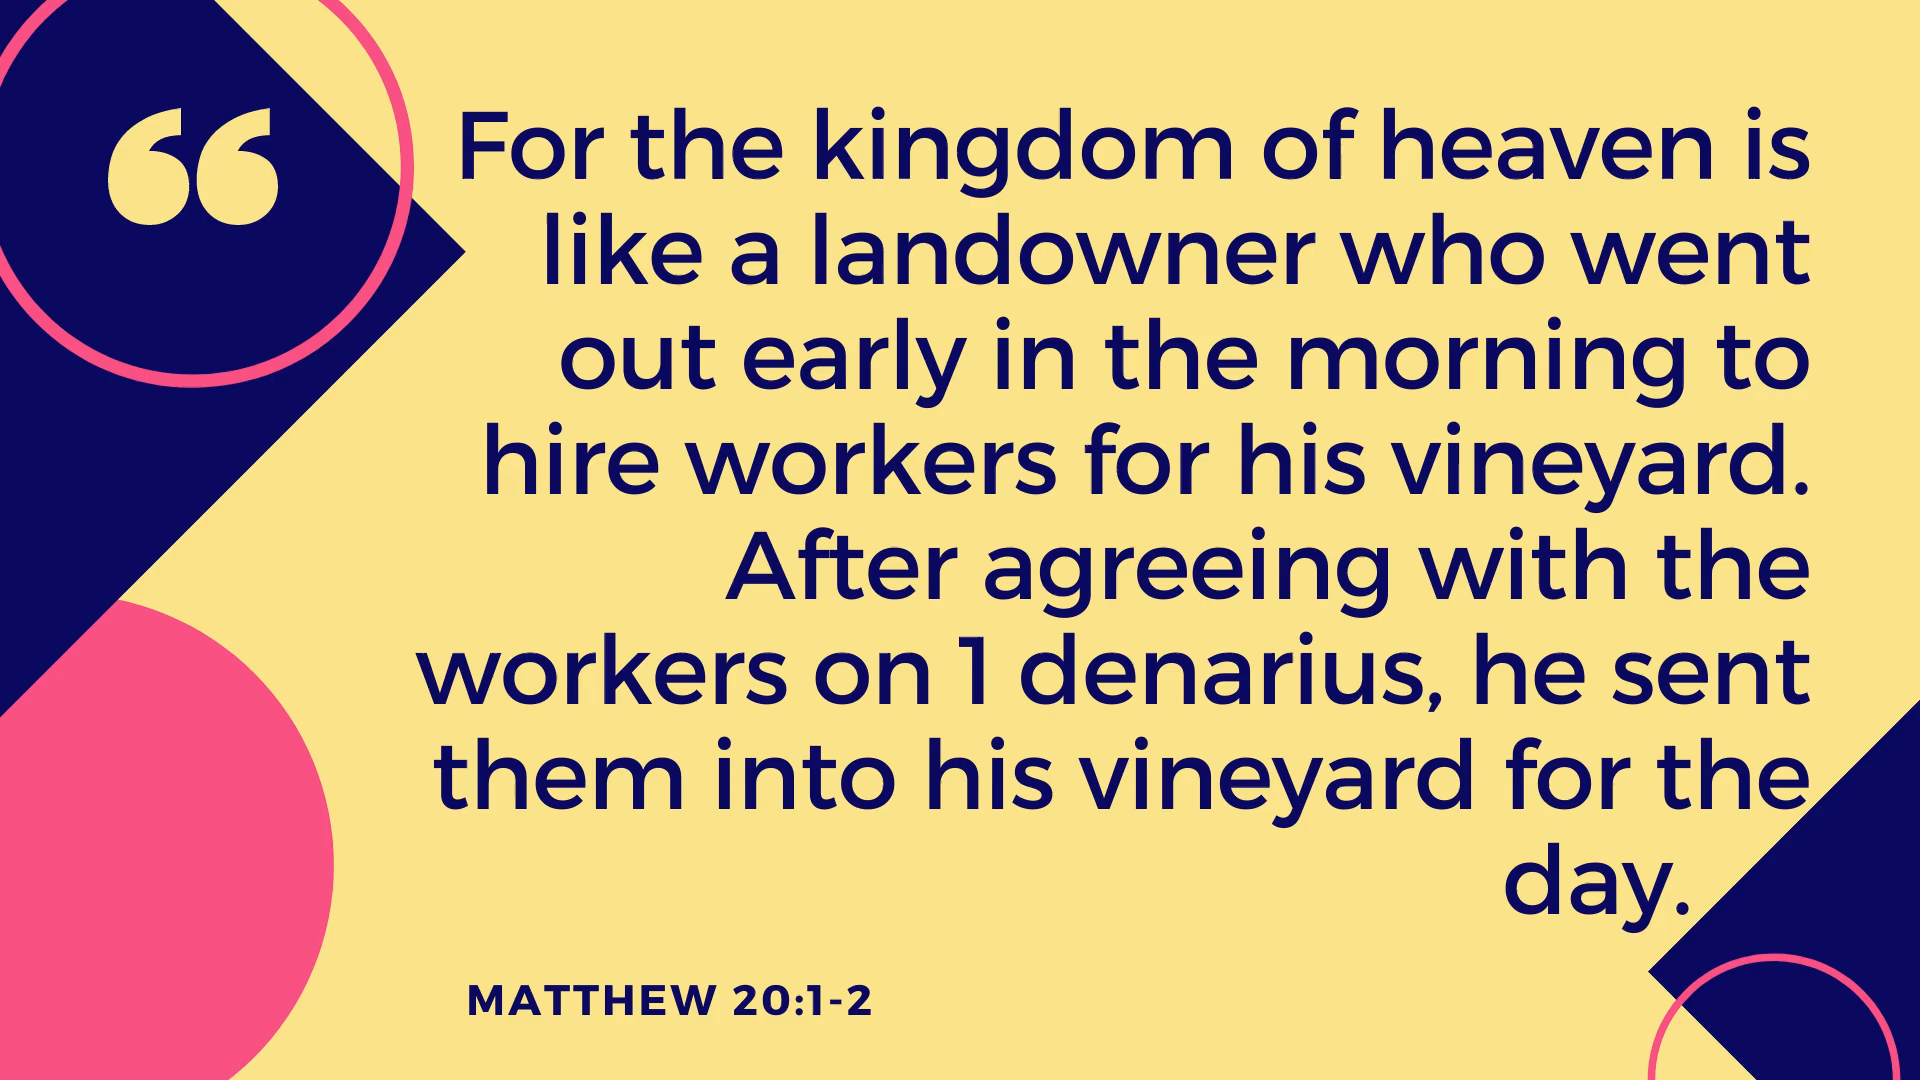 For the kingdom of heaven is
like a landowner who went
out early in the morning to
hire workers for his vineyard.
After agreeing with the
workers on 1 denarius, he sent
them into his vineyard for the
day.
MATTHEW 20:1-2